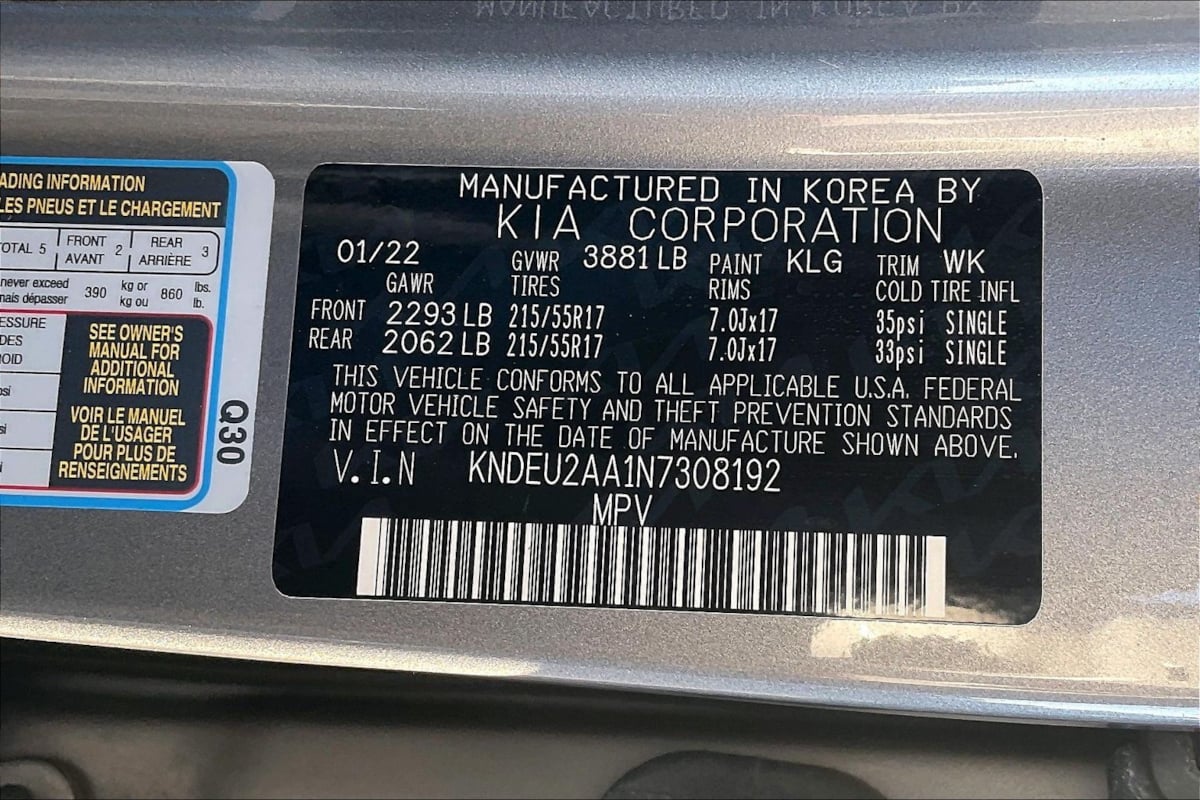 ADING INFORMATION
LES PNEUS ET LE CHARGEMENT
TOTAL 5 FRONT AVANT 2 REAR ARRIÈRE 3
never exceed
dépasser 390 kg or kg ou 860 lbs. lb.
SEE OWNER'S
MANUAL FOR
ADDITIONAL
INFORMATION
VOIR LE MANUEL
DE L'USAGER
POUR PLUS DE
RENSEIGNEMENTS
Q30
MANUFACTURED IN KOREA BY
KIA CORPORATION
01/22 GVWR 3881 LB PAINT KLG TRIM WK
GAWR TIRES RIMS COLD TIRE INFL
FRONT 2293 LB 215/55R17 7.0Jx17 35psi SINGLE
REAR 2062 LB 215/55R17 7.0Jx17 33psi SINGLE
THIS VEHICLE CONFORMS TO ALL APPLICABLE U.S.A. FEDERAL
MOTOR VEHICLE SAFETY AND THEFT PREVENTION STANDARDS
IN EFFECT ON THE DATE OF MANUFACTURE SHOWN ABOVE.
V.I.N KNDEU2AA1N7308192
MPV